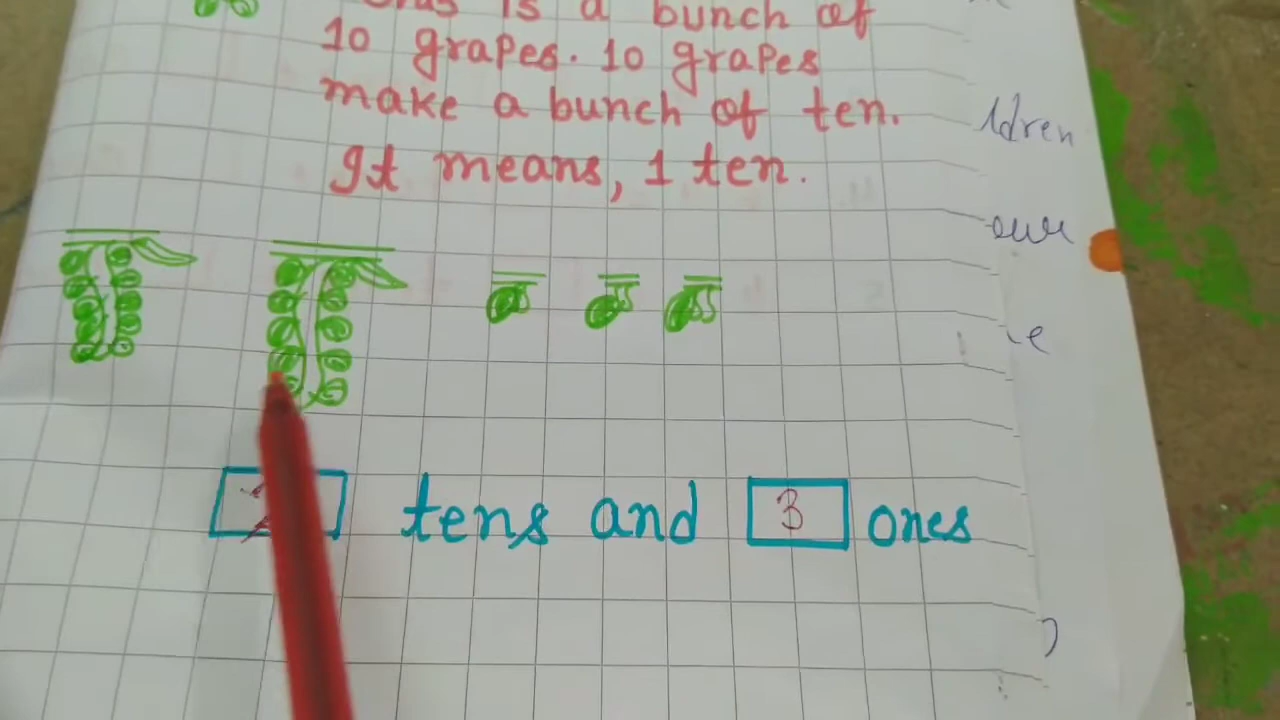 is a bunch of
10 grapes. 10 grapes
make a bunch of ten.
It means, 1 ten.
tens and 3 ones